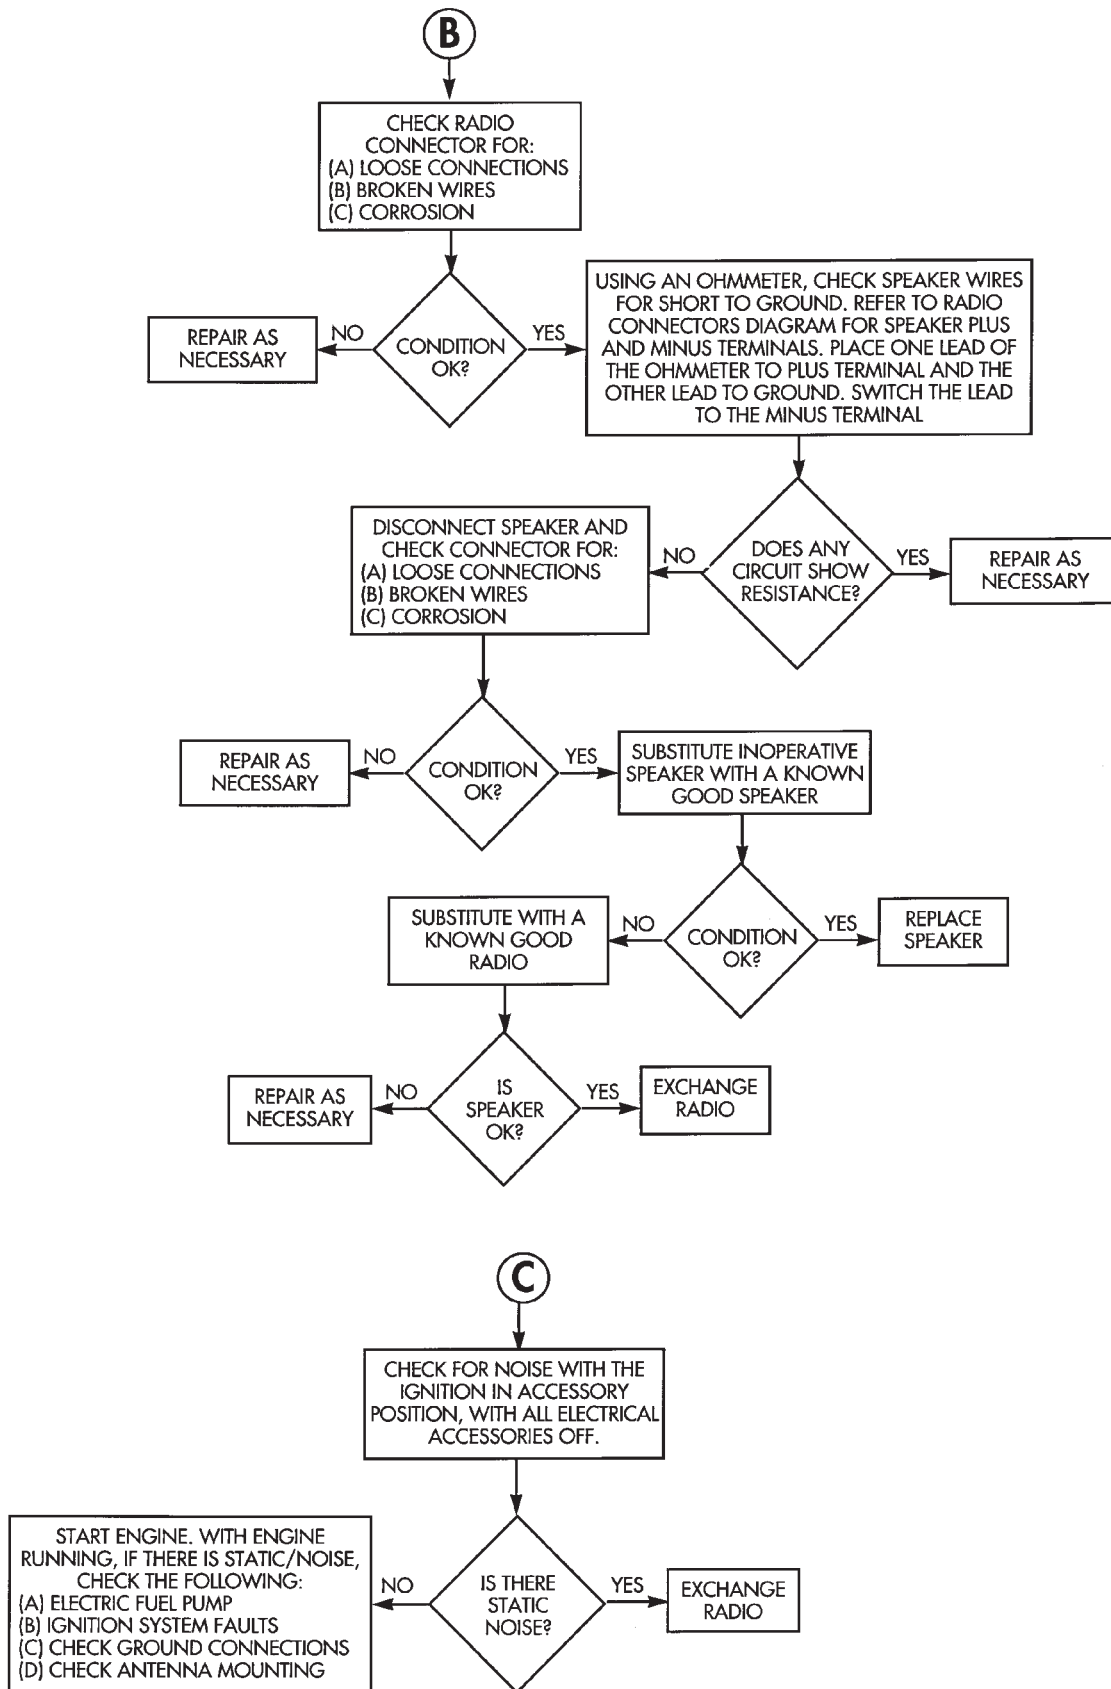 B
CHECK RADIO
CONNECTOR FOR:
(A) LOOSE CONNECTIONS
(B) BROKEN WIRES
(C) CORROSION
CONDITION
OK?
NO
REPAIR AS
NECESSARY
YES
USING AN OHMMETER, CHECK SPEAKER WIRES
FOR SHORT TO GROUND. REFER TO RADIO
CONNECTORS DIAGRAM FOR SPEAKER PLUS
AND MINUS TERMINALS. PLACE ONE LEAD OF
THE OHMMETER TO PLUS TERMINAL AND THE
OTHER LEAD TO GROUND. SWITCH THE LEAD
TO THE MINUS TERMINAL
DOES ANY
CIRCUIT SHOW
RESISTANCE?
YES
REPAIR AS
NECESSARY
NO
DISCONNECT SPEAKER AND
CHECK CONNECTOR FOR:
(A) LOOSE CONNECTIONS
(B) BROKEN WIRES
(C) CORROSION
CONDITION
OK?
NO
REPAIR AS
NECESSARY
YES
SUBSTITUTE INOPERATIVE
SPEAKER WITH A KNOWN
GOOD SPEAKER
CONDITION
OK?
YES
REPLACE
SPEAKER
NO
SUBSTITUTE WITH A
KNOWN GOOD
RADIO
IS
SPEAKER
OK?
NO
REPAIR AS
NECESSARY
YES
EXCHANGE
RADIO
C
CHECK FOR NOISE WITH THE
IGNITION IN ACCESSORY
POSITION, WITH ALL ELECTRICAL
ACCESSORIES OFF.
IS THERE
STATIC
NOISE?
YES
EXCHANGE
RADIO
NO
START ENGINE. WITH ENGINE
RUNNING, IF THERE IS STATIC/NOISE,
CHECK THE FOLLOWING:
(A) ELECTRIC FUEL PUMP
(B) IGNITION SYSTEM FAULTS
(C) CHECK GROUND CONNECTIONS
(D) CHECK ANTENNA MOUNTING